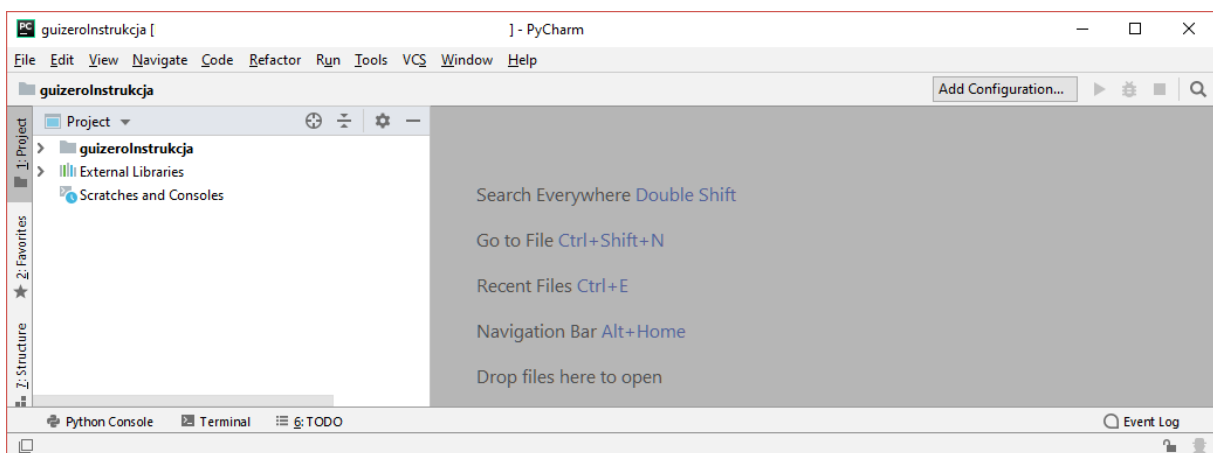 PC guizeroInstrukcja [ ] - PyCharm
File Edit View Navigate Code Refactor Run Tools VCS Window Help
guizeroInstrukcja Add Configuration...
1: Project
Project
guizeroInstrukcja
External Libraries
Scratches and Consoles
2: Favorites
7: Structure
Search Everywhere Double Shift
Go to File Ctrl+Shift+N
Recent Files Ctrl+E
Navigation Bar Alt+Home
Drop files here to open
Python Console Terminal 6: TODO Event Log